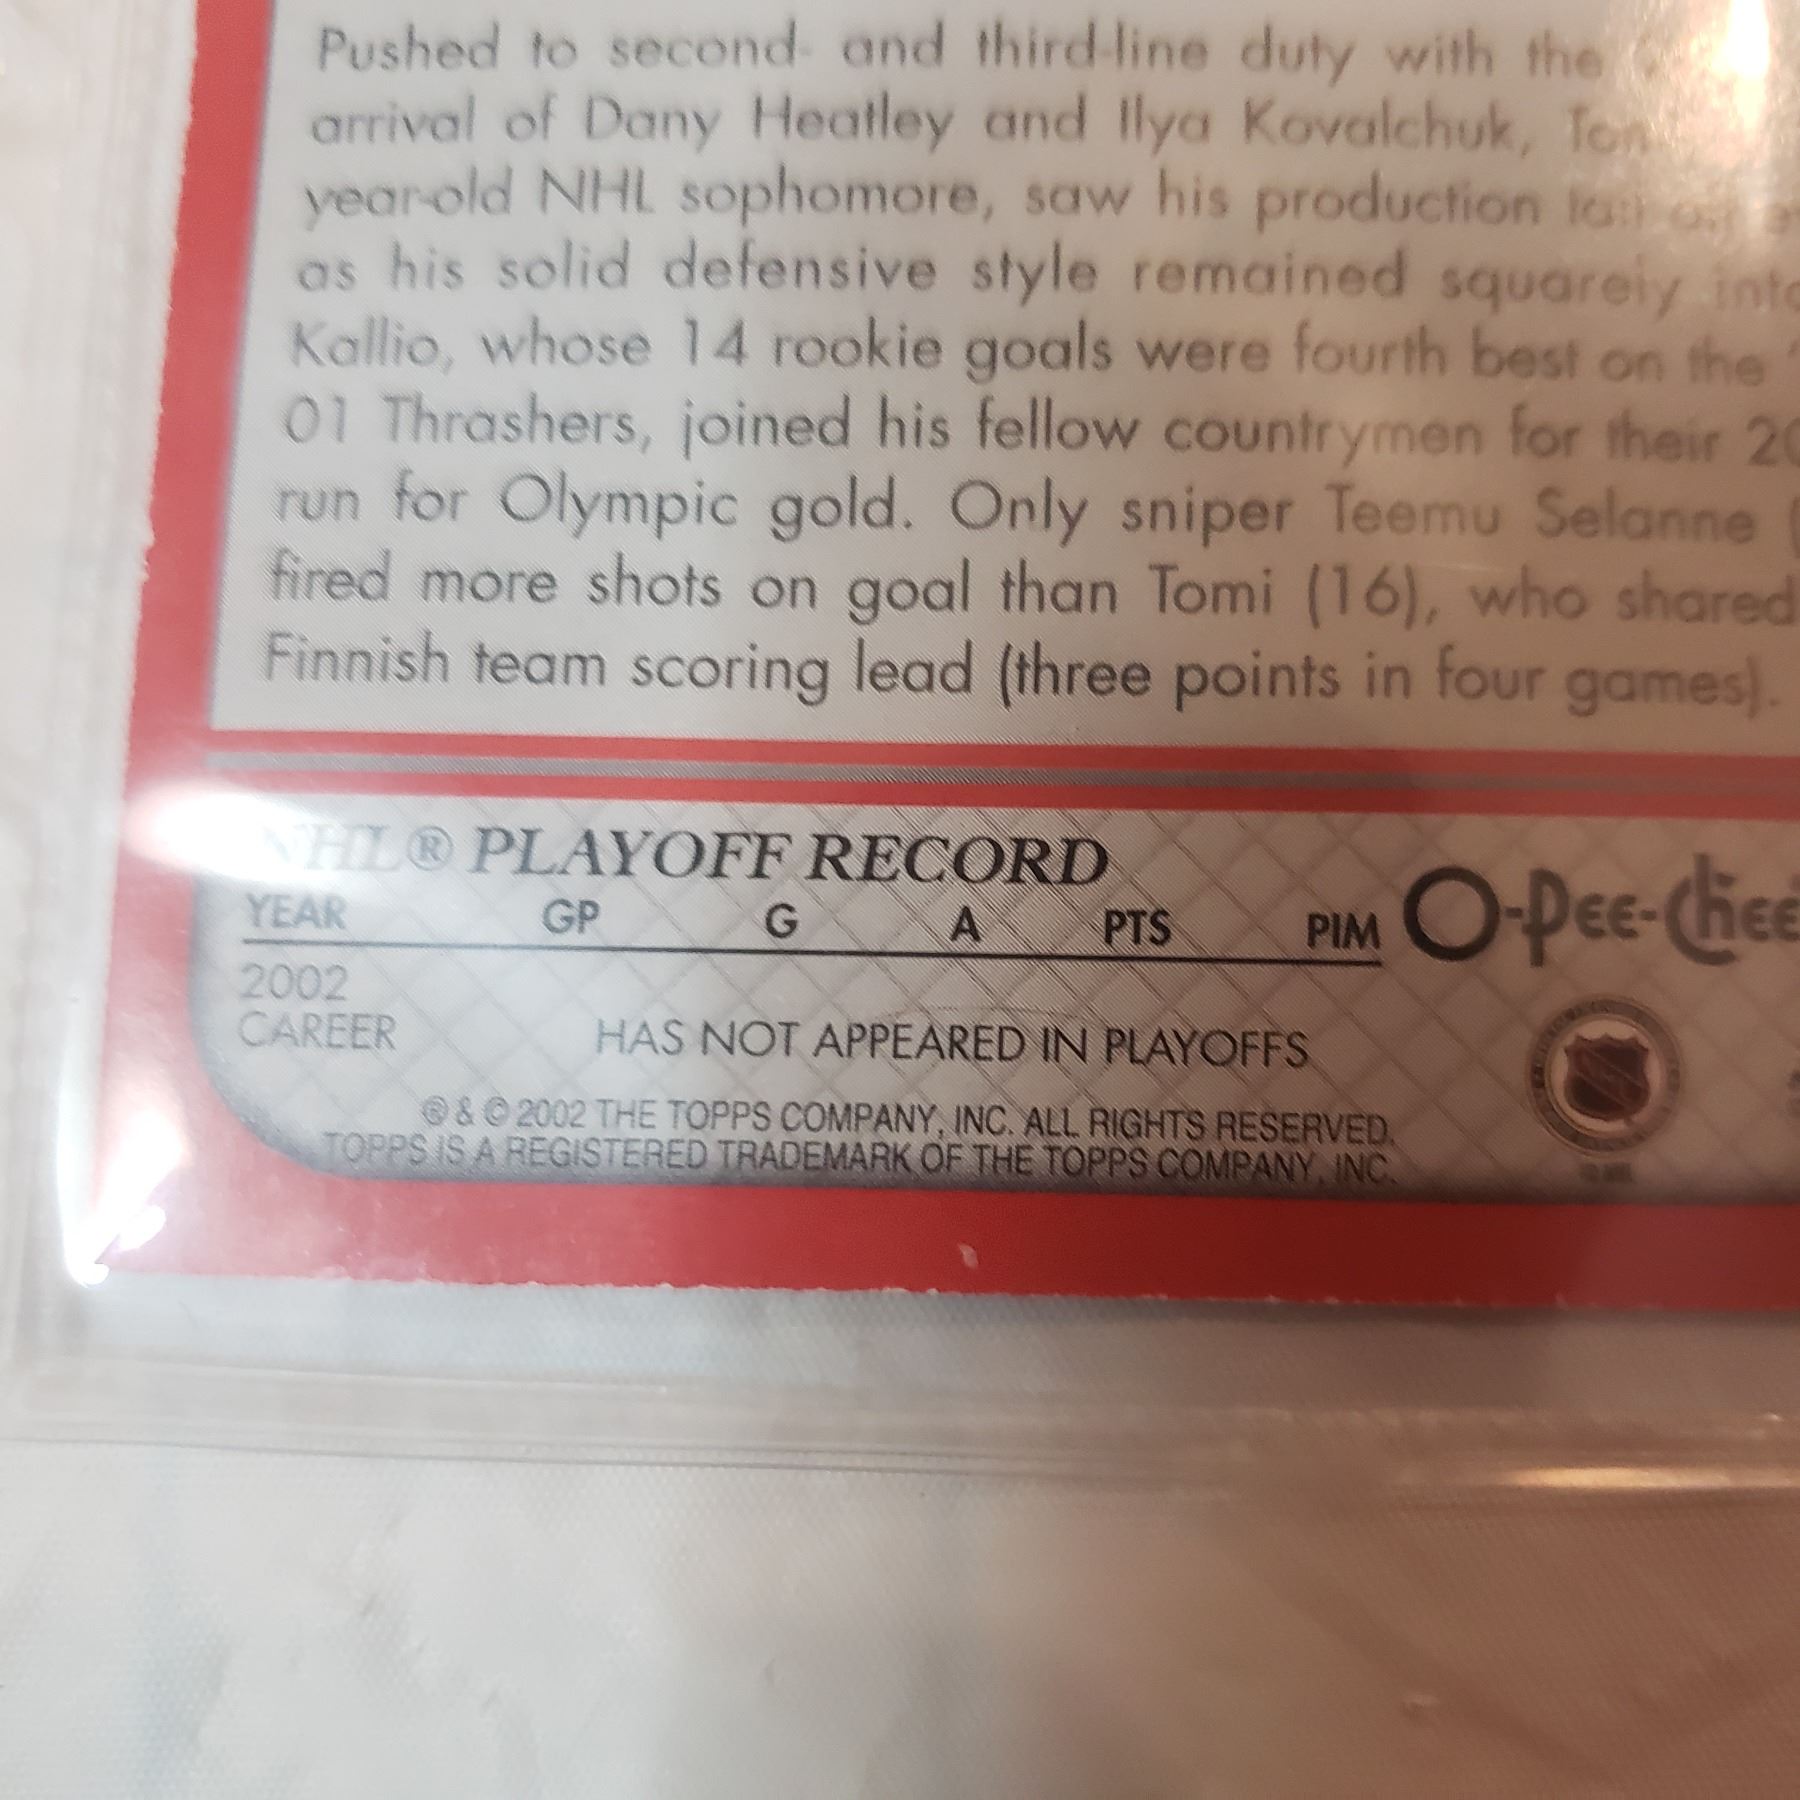 Pushed to second- and third-line duty with the
arrival of Dany Heatley and Ilya Kovalchuk,
year-old NHL sophomore, saw his production
as his solid defensive style remained squarely
Kallio, whose 14 rookie goals were fourth best on the
01 Thrashers, joined his fellow countrymen for their
run for Olympic gold. Only sniper Teemu Selanne
fired more shots on goal than Tomi (16), who shared
Finnish team scoring lead (three points in four games).
NHL® PLAYOFF RECORD
YEAR GP G A PTS PIM
O-Pee-Chee
2002
CAREER HAS NOT APPEARED IN PLAYOFFS
® & © 2002 THE TOPPS COMPANY, INC. ALL RIGHTS RESERVED.
TOPPS IS A REGISTERED TRADEMARK OF THE TOPPS COMPANY, INC.
NHL